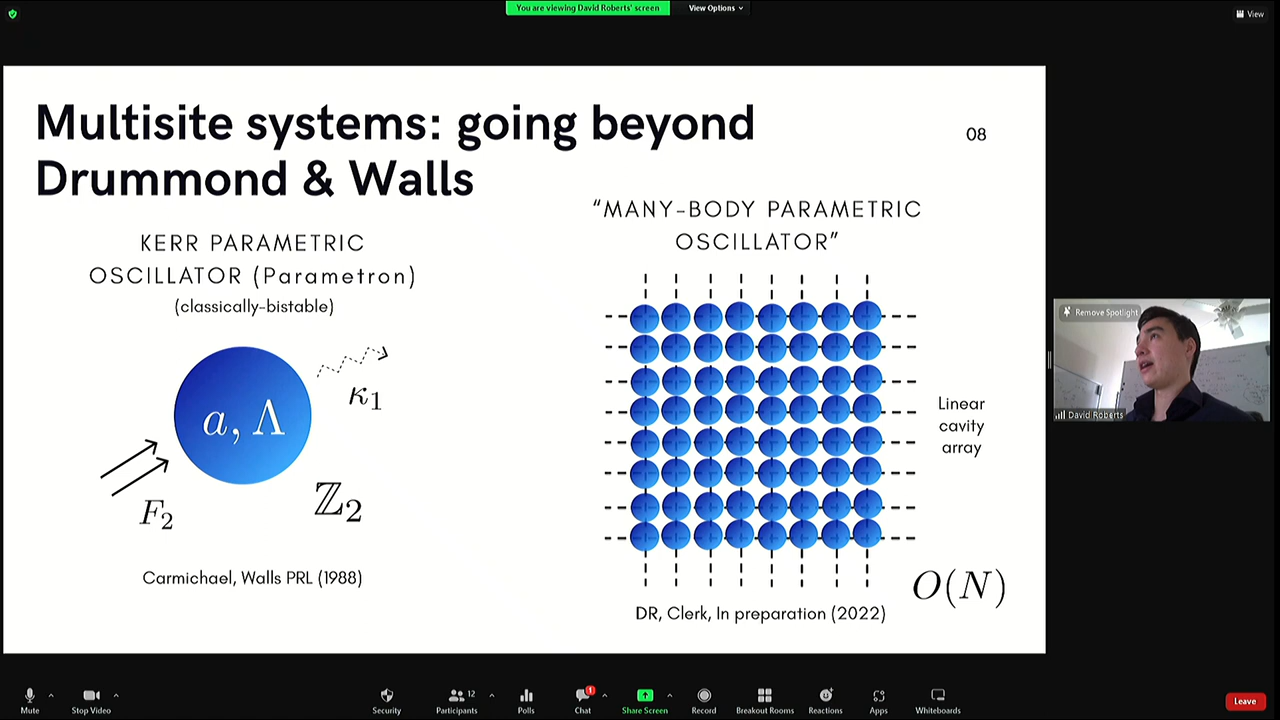 You are viewing David Roberts' screen
View Options
View
Multisite systems: going beyond
Drummond & Walls
08
KERR PARAMETRIC
OSCILLATOR (Parametron)
(classically-bistable)
a, Λ
κ₁
F₂
ℤ₂
Carmichael, Walls PRL (1988)
“MANY-BODY PARAMETRIC
OSCILLATOR”
Linear
cavity
array
O(N)
DR, Clerk, In preparation (2022)
Remove Spotlight
David Roberts
Mute
Stop Video
Security
12
Participants
Polls
1
Chat
Share Screen
Record
Breakout Rooms
Reactions
Apps
Whiteboards
Leave